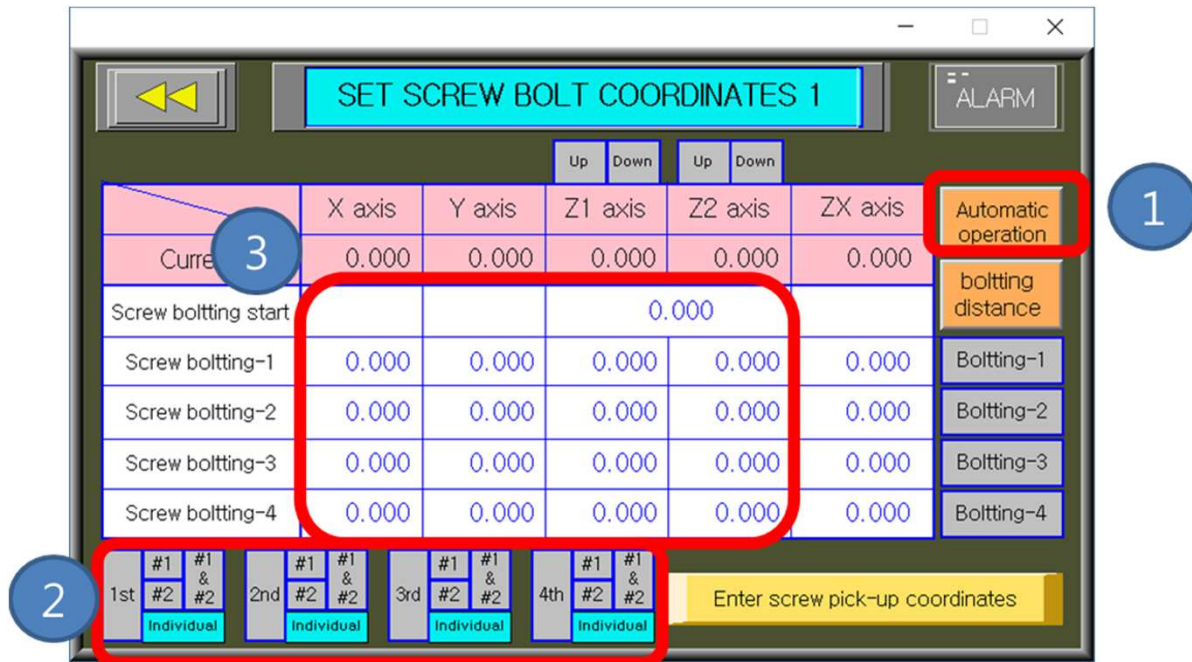 SET SCREW BOLT COORDINATES 1
ALARM
Up Down Up Down
X axis Y axis Z1 axis Z2 axis ZX axis
Automatic
operation
1
3
0.000 0.000 0.000 0.000 0.000
boltting
distance
Screw boltting start 0.000
Screw boltting-1 0.000 0.000 0.000 0.000 0.000 Boltting-1
Screw boltting-2 0.000 0.000 0.000 0.000 0.000 Boltting-2
Screw boltting-3 0.000 0.000 0.000 0.000 0.000 Boltting-3
Screw boltting-4 0.000 0.000 0.000 0.000 0.000 Boltting-4
2
1st #1 #2 #1 & #2 Individual
2nd #1 #2 #1 & #2 Individual
3rd #1 #2 #1 & #2 Individual
4th #1 #2 #1 & #2 Individual
Enter screw pick-up coordinates